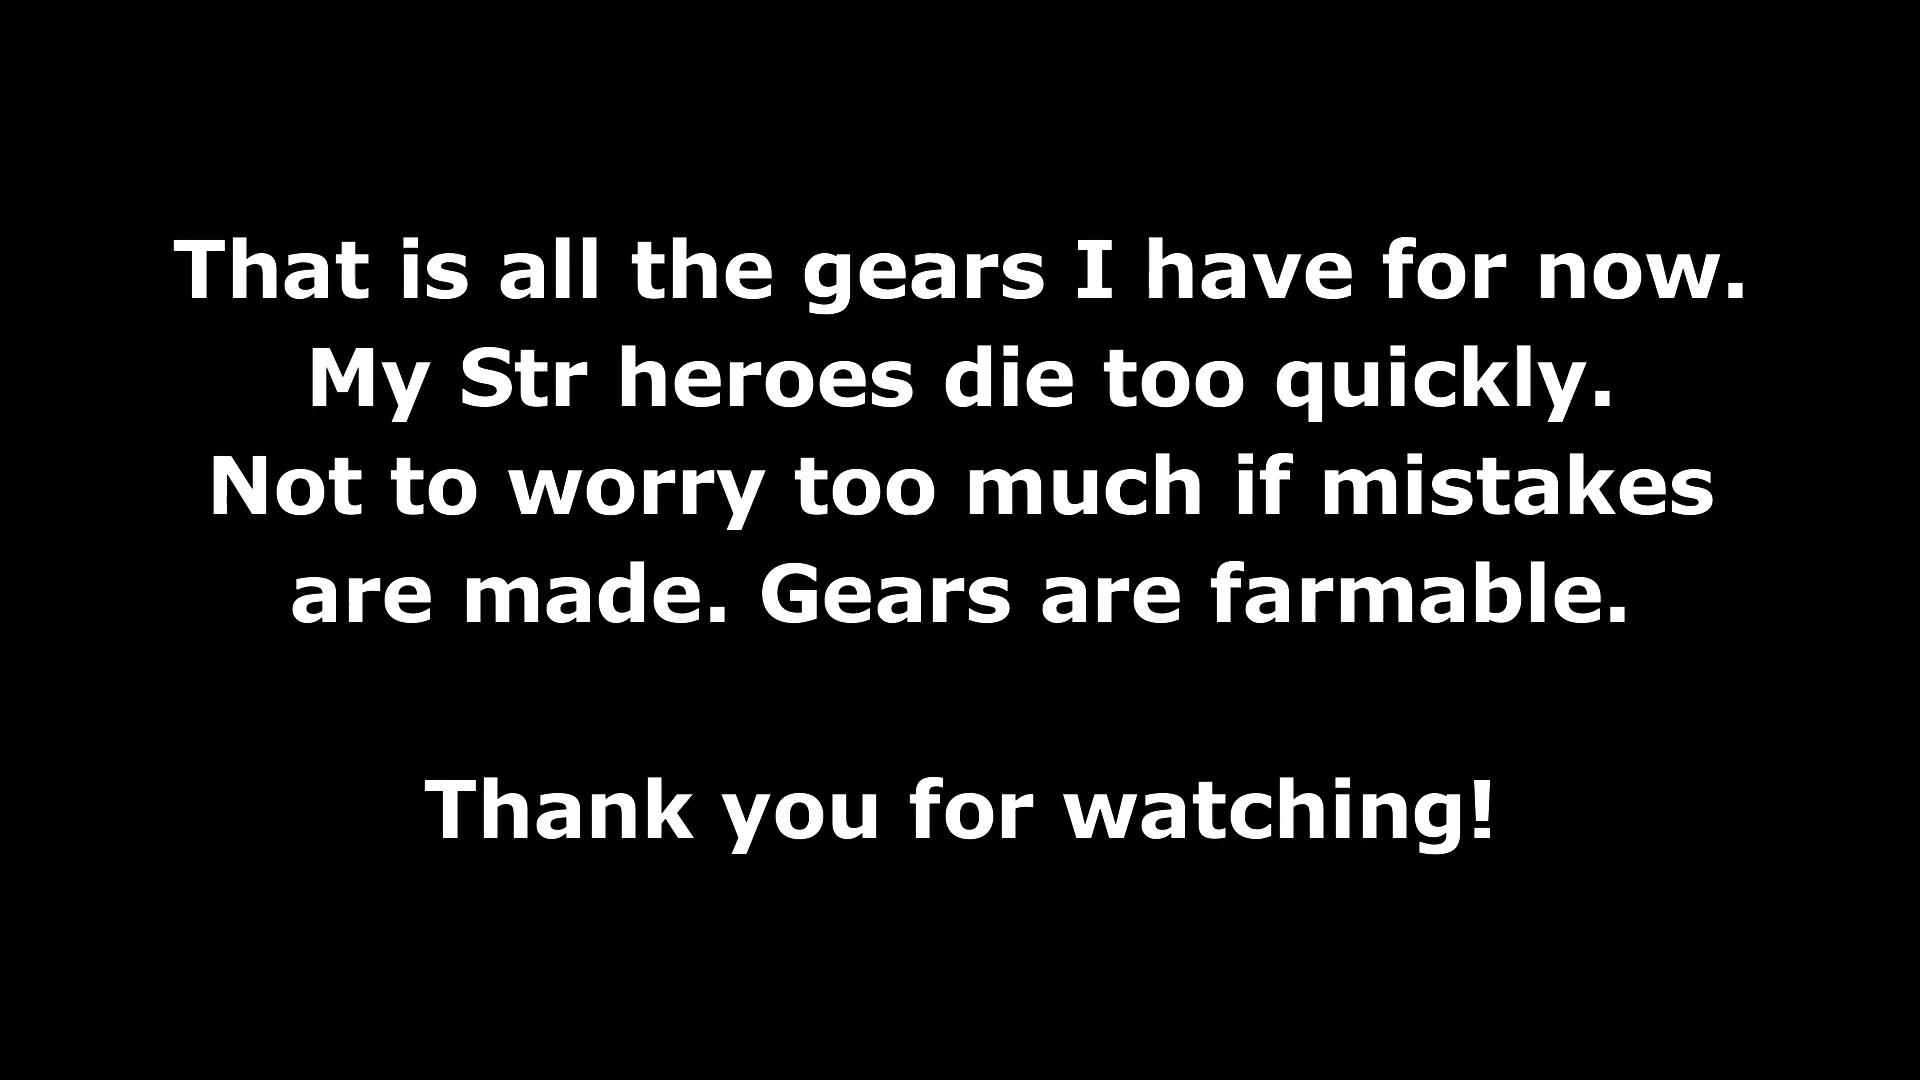 That is all the gears I have for now.
My Str heroes die too quickly.
Not to worry too much if mistakes
are made. Gears are farmable.
Thank you for watching!